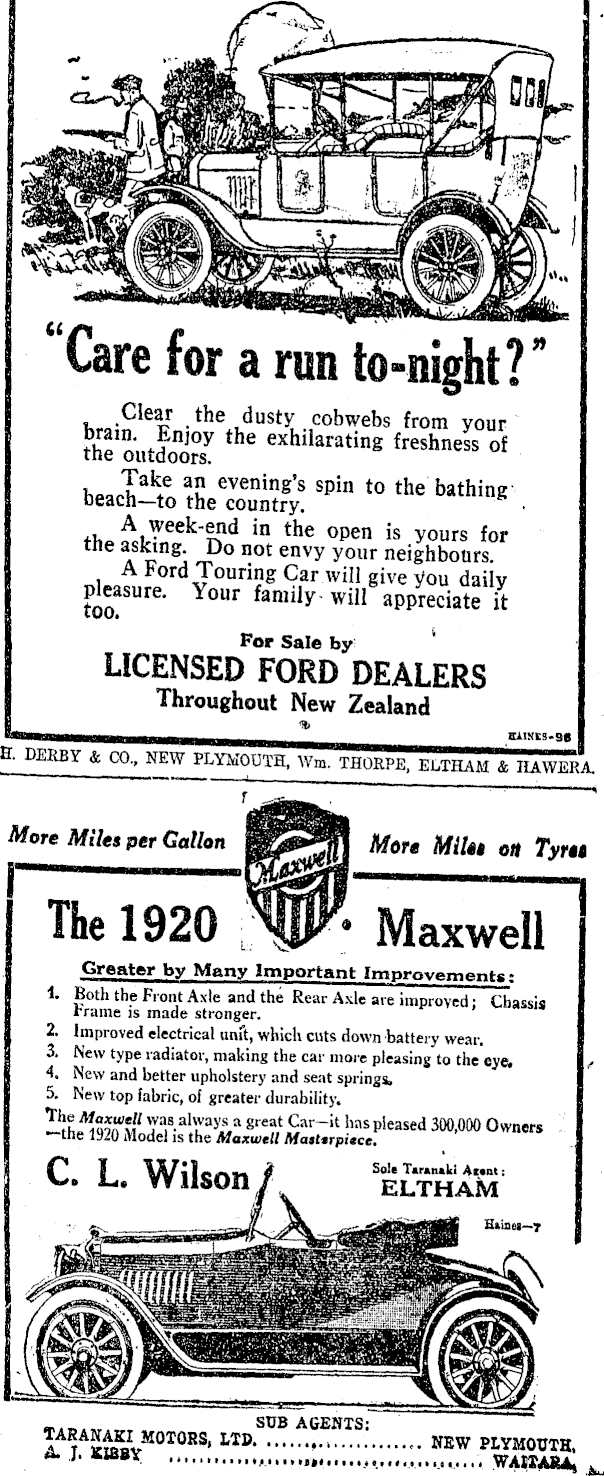 "Care for a run to-night?"
Clear the dusty cobwebs from your
brain. Enjoy the exhilarating freshness of
the outdoors.
Take an evening's spin to the bathing
beach—to the country.
A week-end in the open is yours for
the asking. Do not envy your neighbours.
A Ford Touring Car will give you daily
pleasure. Your family will appreciate it
too.
For Sale by
LICENSED FORD DEALERS
Throughout New Zealand
HAINES-96
H. DERBY & CO., NEW PLYMOUTH, Wm. THORPE, ELTHAM & HAWERA.
More Miles per Gallon
Maxwell
More Miles on Tyres
The 1920 Maxwell
Greater by Many Important Improvements:
1. Both the Front Axle and the Rear Axle are improved; Chassis
Frame is made stronger.
2. Improved electrical unit, which cuts down battery wear.
3. New type radiator, making the car more pleasing to the eye.
4. New and better upholstery and seat springs.
5. New top fabric, of greater durability.
The Maxwell was always a great Car—it has pleased 300,000 Owners
—the 1920 Model is the Maxwell Masterpiece.
C. L. Wilson
Sole Taranaki Agent:
ELTHAM
Haines—7
SUB AGENTS:
TARANAKI MOTORS, LTD. ...................... NEW PLYMOUTH.
A. J. KIBBY ........................................ WAITARA.